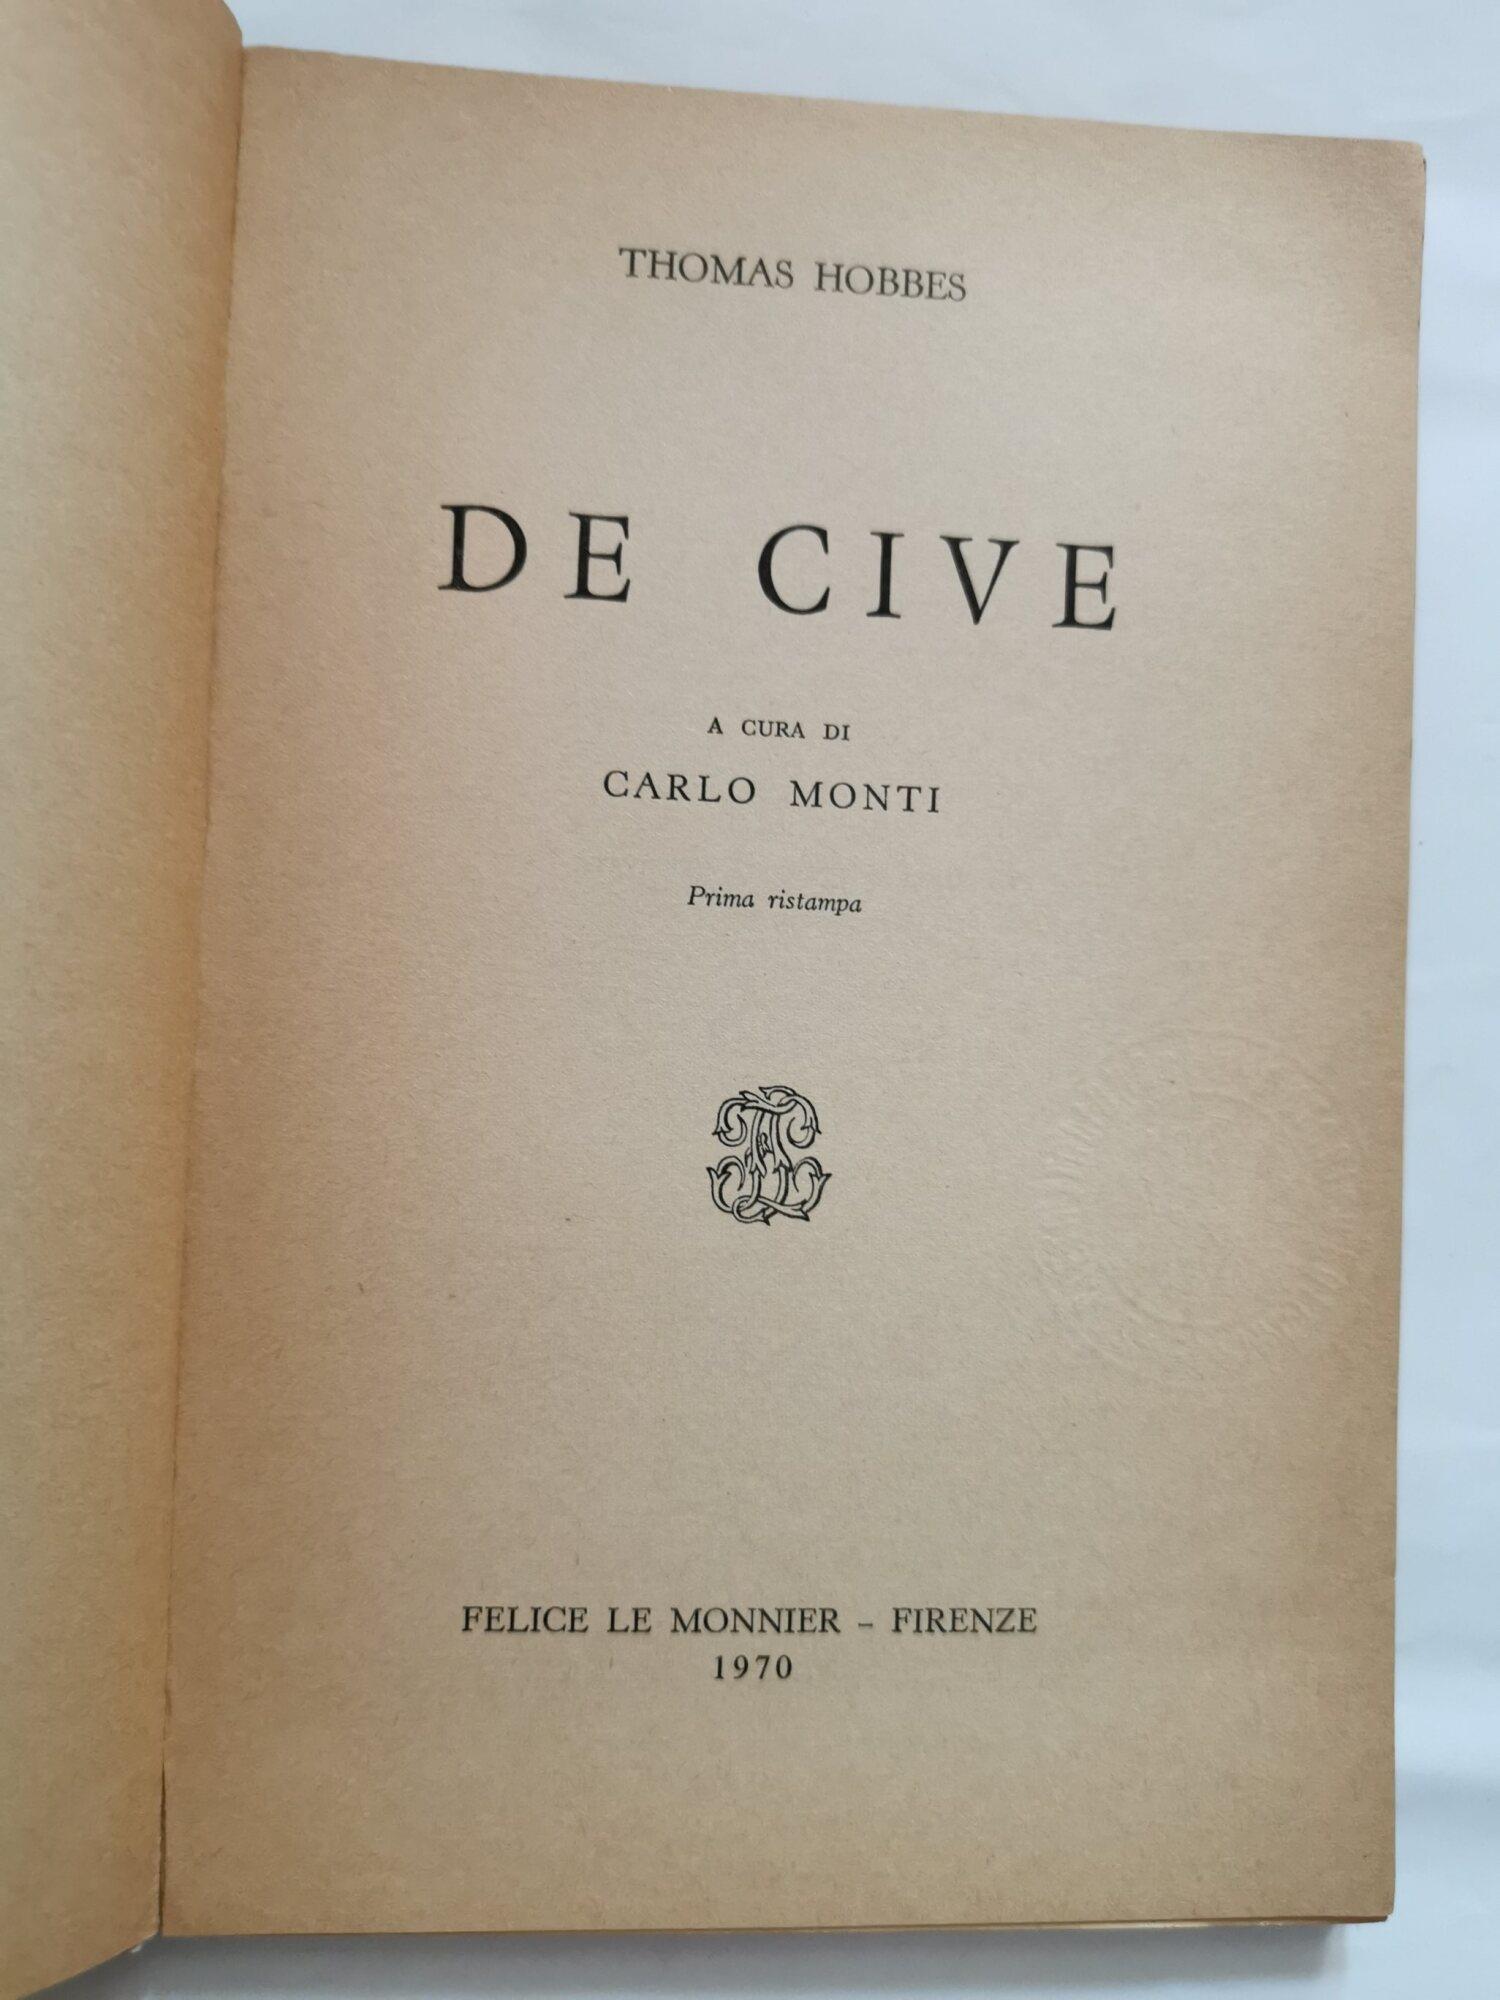 THOMAS HOBBES
DE CIVE
A CURA DI
CARLO MONTI
Prima ristampa
FELICE LE MONNIER – FIRENZE
1970